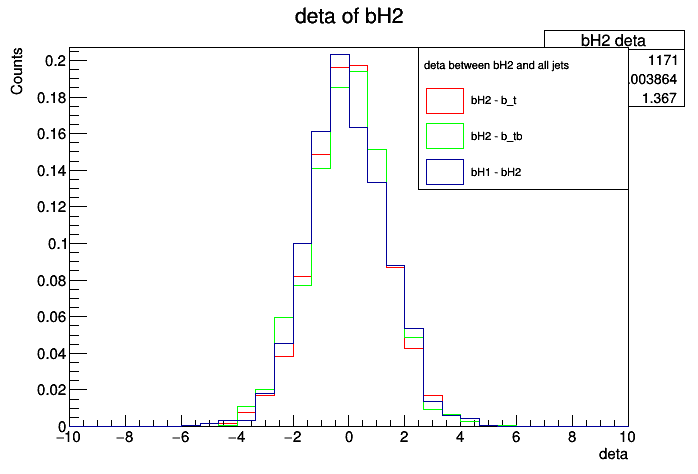 deta of bH2
bH2 deta
1171
.003864
1.367
deta between bH2 and all jets
bH2 - b_t
bH2 - b_tb
bH1 - bH2
Counts
0.2
0.18
0.16
0.14
0.12
0.1
0.08
0.06
0.04
0.02
0
−10 −8 −6 −4 −2 0 2 4 6 8 10
deta